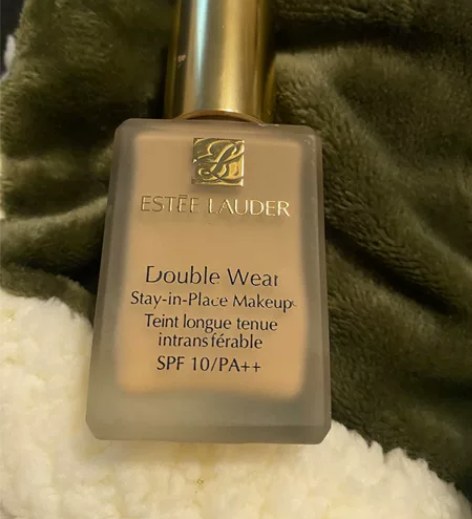 ESTĒE LAUDER
Double Wear
Stay-in-Place Makeup
Teint longue tenue
intransférable
SPF 10/PA++